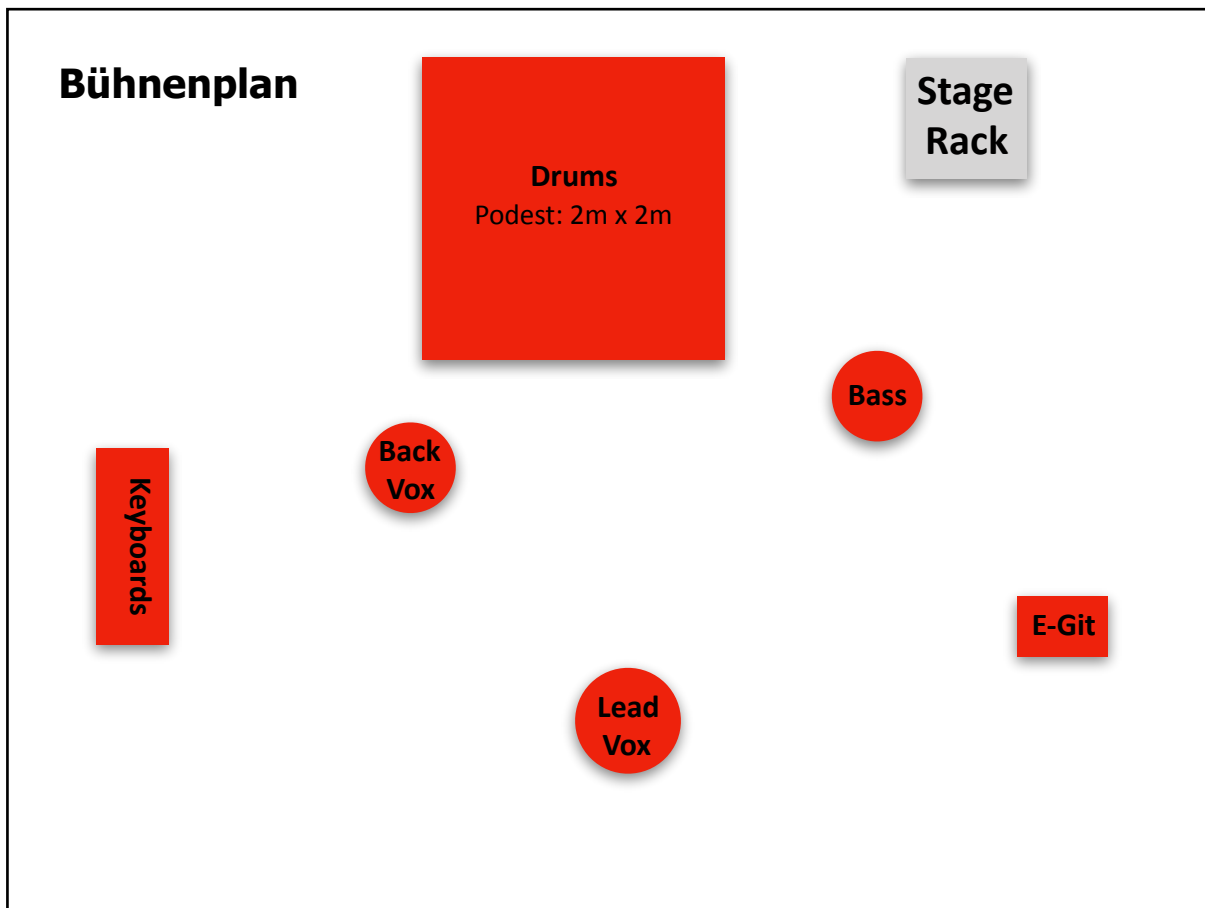 Bühnenplan
Drums
Podest: 2m x 2m
Stage
Rack
Bass
Back
Vox
Keyboards
E-Git
Lead
Vox